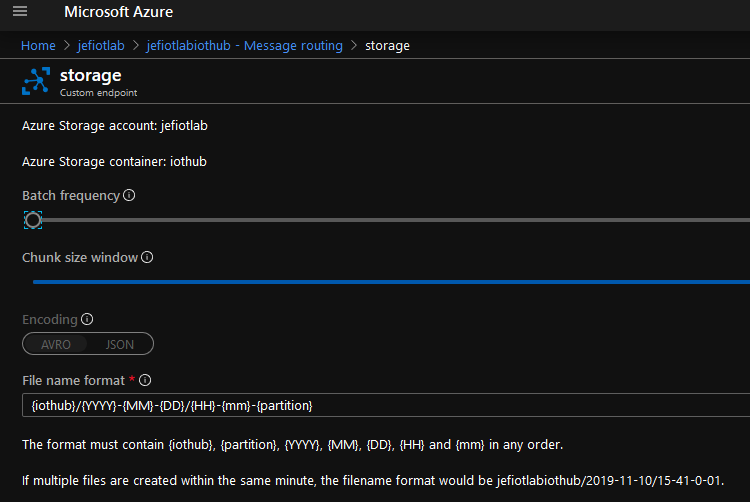 Microsoft Azure
Home > jefiotlab > jefiotlabiothub - Message routing > storage
storage
Custom endpoint
Azure Storage account: jefiotlab
Azure Storage container: iothub
Batch frequency
Chunk size window
Encoding
AVRO JSON
File name format *
{iothub}/{YYYY}-{MM}-{DD}/{HH}-{mm}-{partition}
The format must contain {iothub}, {partition}, {YYYY}, {MM}, {DD}, {HH} and {mm} in any order.
If multiple files are created within the same minute, the filename format would be jefiotlabiothub/2019-11-10/15-41-0-01.